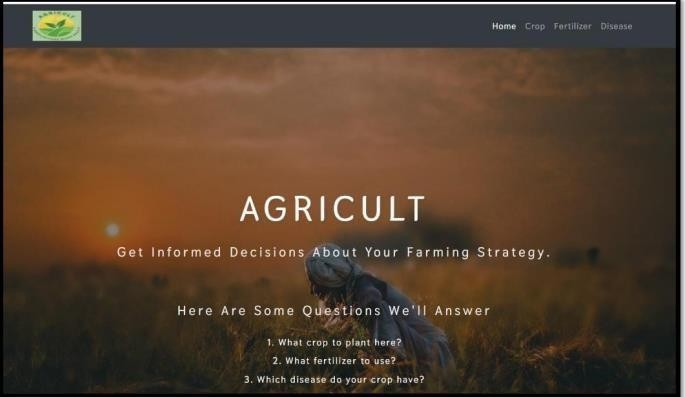 AGRICULT
Home Crop Fertilizer Disease
AGRICULT
Get Informed Decisions About Your Farming Strategy.
Here Are Some Questions We'll Answer
1. What crop to plant here?
2. What fertilizer to use?
3. Which disease do your crop have?